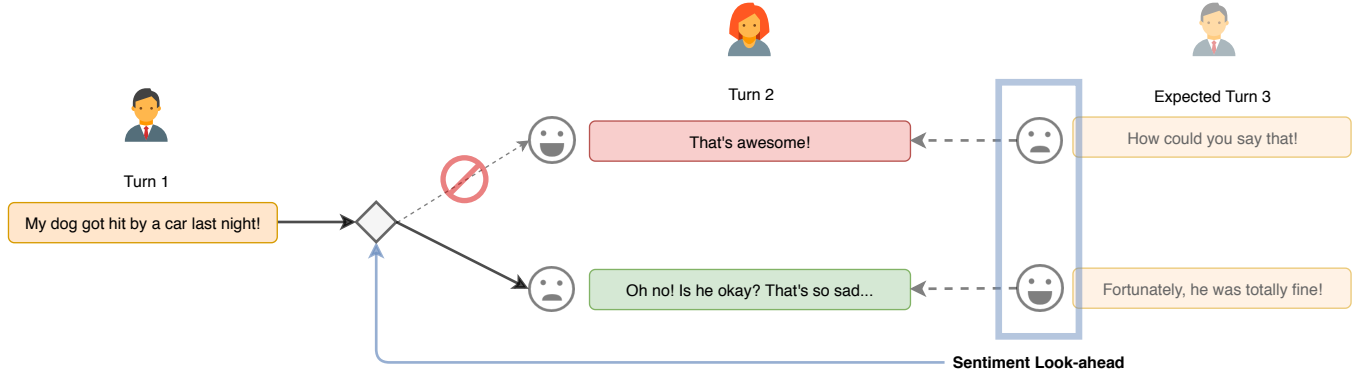 Turn 1
My dog got hit by a car last night!
Turn 2
That's awesome!
Oh no! Is he okay? That's so sad...
Expected Turn 3
How could you say that!
Fortunately, he was totally fine!
Sentiment Look-ahead